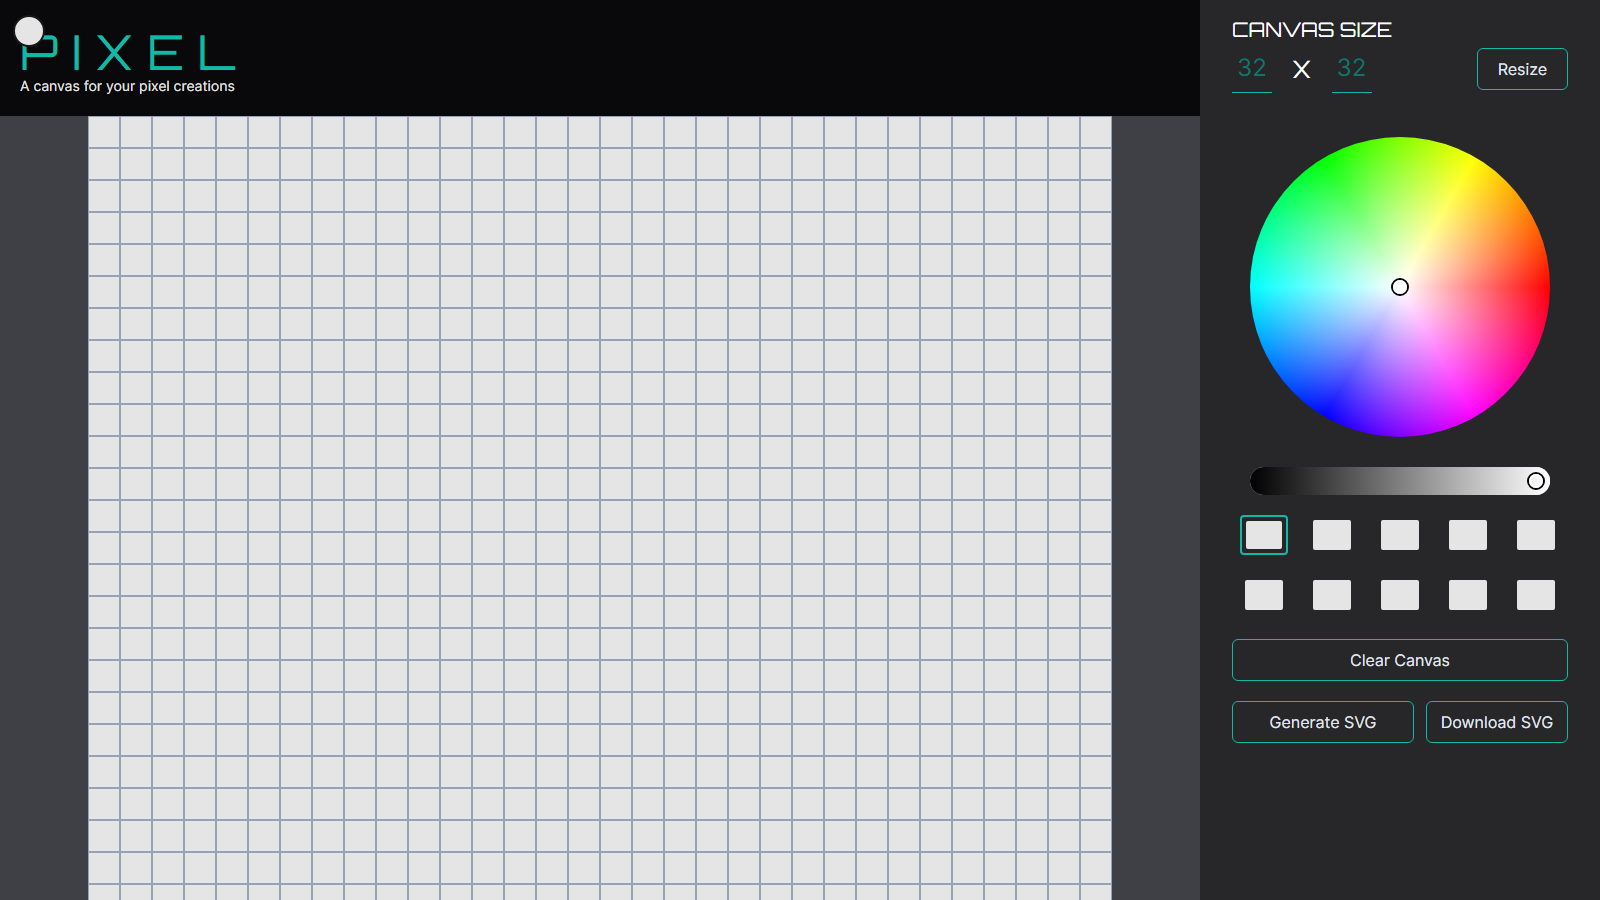 PIXEL
A canvas for your pixel creations
CANVAS SIZE
32 X 32
Resize
Clear Canvas
Generate SVG
Download SVG